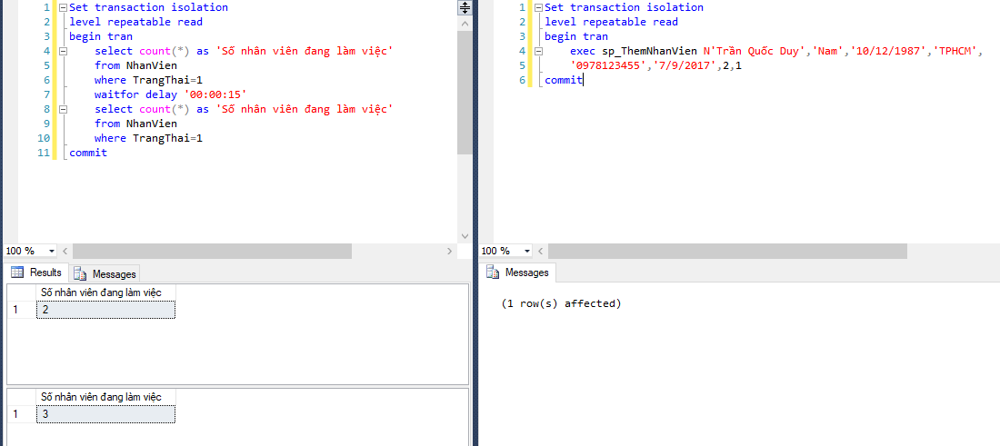 1 Set transaction isolation
2 level repeatable read
3 begin tran
4 select count(*) as 'Số nhân viên đang làm việc'
5 from NhanVien
6 where TrangThai=1
7 waitfor delay '00:00:15'
8 select count(*) as 'Số nhân viên đang làm việc'
9 from NhanVien
10 where TrangThai=1
11 commit
100 %
Results Messages
Số nhân viên đang làm việc
1 2
Số nhân viên đang làm việc
1 3
1 Set transaction isolation
2 level repeatable read
3 begin tran
4 exec sp_ThemNhanVien N'Trần Quốc Duy','Nam','10/12/1987','TPHCM',
5 '0978123455','7/9/2017',2,1
6 commit
100 %
Messages
(1 row(s) affected)